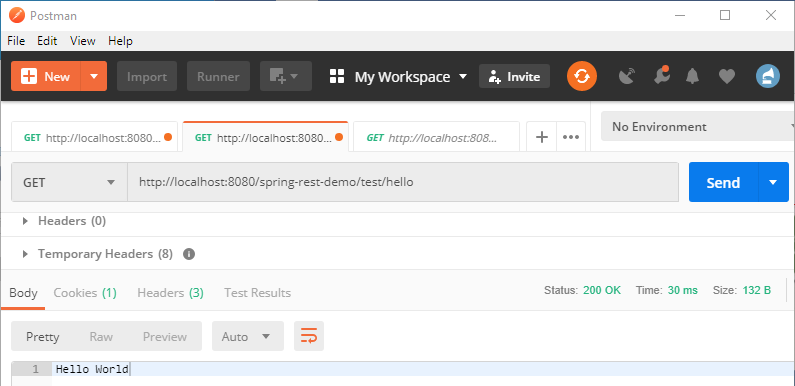 Postman
File Edit View Help
New Import Runner My Workspace Invite
GET http://localhost:8080... GET http://localhost:8080... GET http://localhost:808... No Environment
GET http://localhost:8080/spring-rest-demo/test/hello Send
Headers (0)
Temporary Headers (8)
Body Cookies (1) Headers (3) Test Results Status: 200 OK Time: 30 ms Size: 132 B
Pretty Raw Preview Auto
1 Hello World